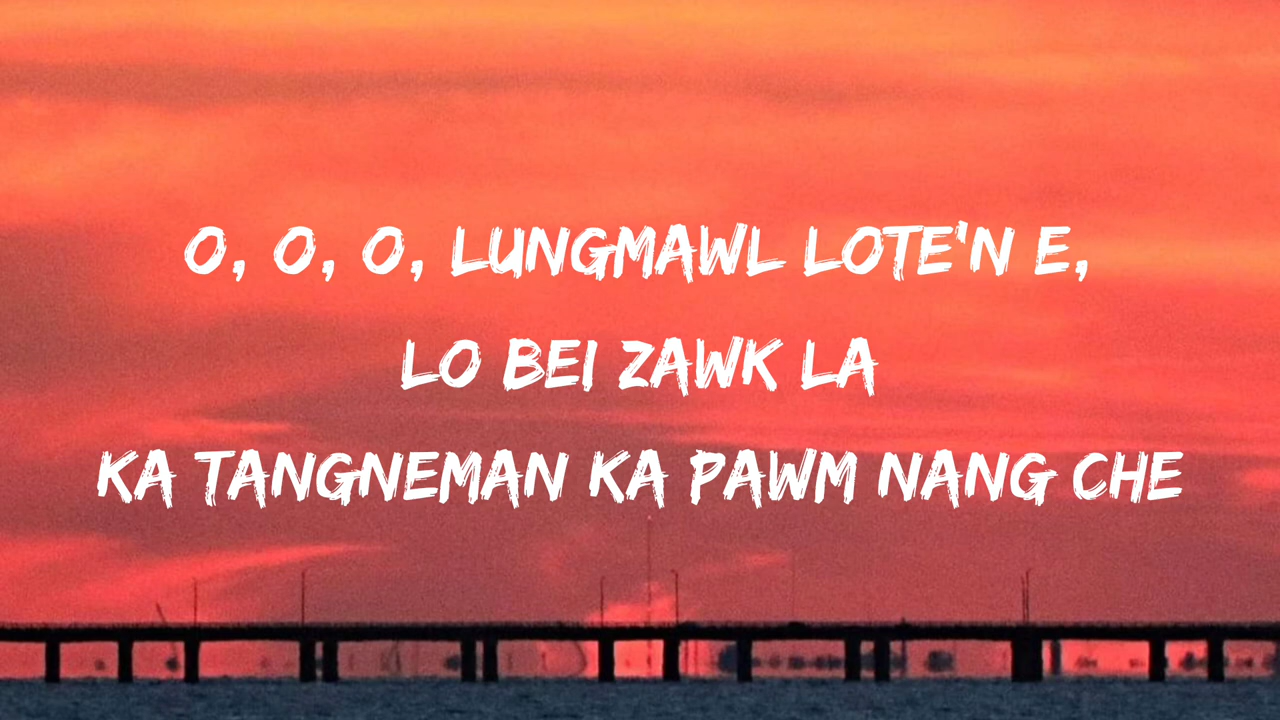 O, O, O, LUNGMAWL LOTE'N E,
LO BEI ZAWK LA
KA TANGNEMAN KA PAWM NANG CHE